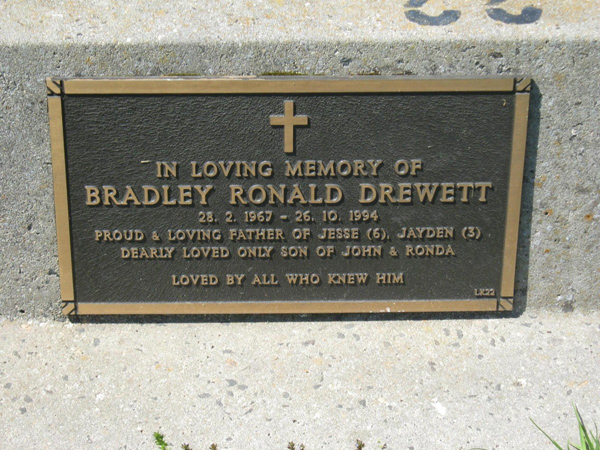 IN LOVING MEMORY OF
BRADLEY RONALD DREWETT
28. 2. 1967 - 26. 10. 1994
PROUD & LOVING FATHER OF JESSE (6), JAYDEN (3)
DEARLY LOVED ONLY SON OF JOHN & RONDA
LOVED BY ALL WHO KNEW HIM